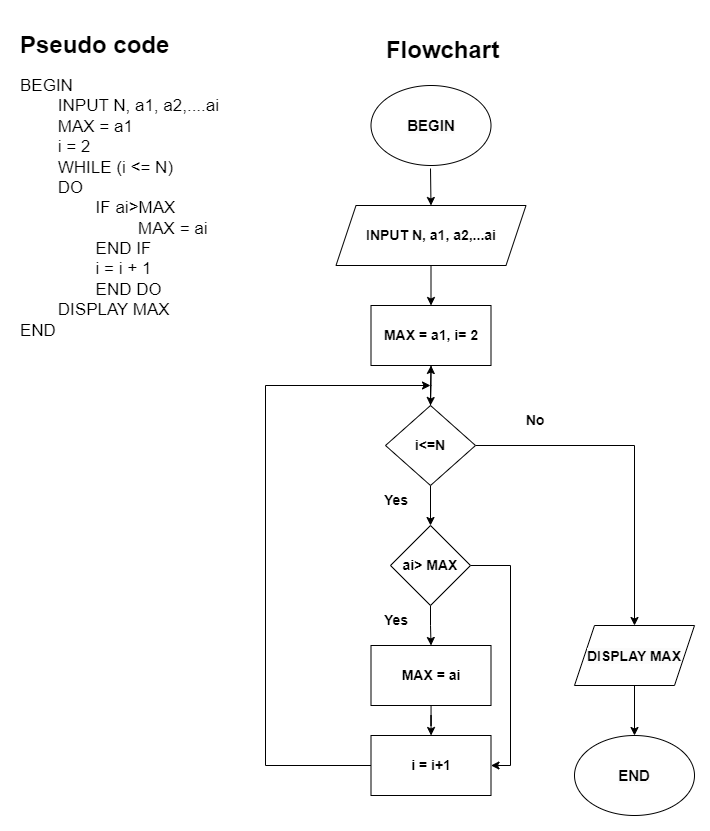 Pseudo code
BEGIN
INPUT N, a1, a2,....ai
MAX = a1
i = 2
WHILE (i <= N)
DO
IF ai>MAX
MAX = ai
END IF
i = i + 1
END DO
DISPLAY MAX
END
Flowchart
BEGIN
INPUT N, a1, a2,...ai
MAX = a1, i= 2
i<=N
No
Yes
ai> MAX
Yes
MAX = ai
i = i+1
DISPLAY MAX
END